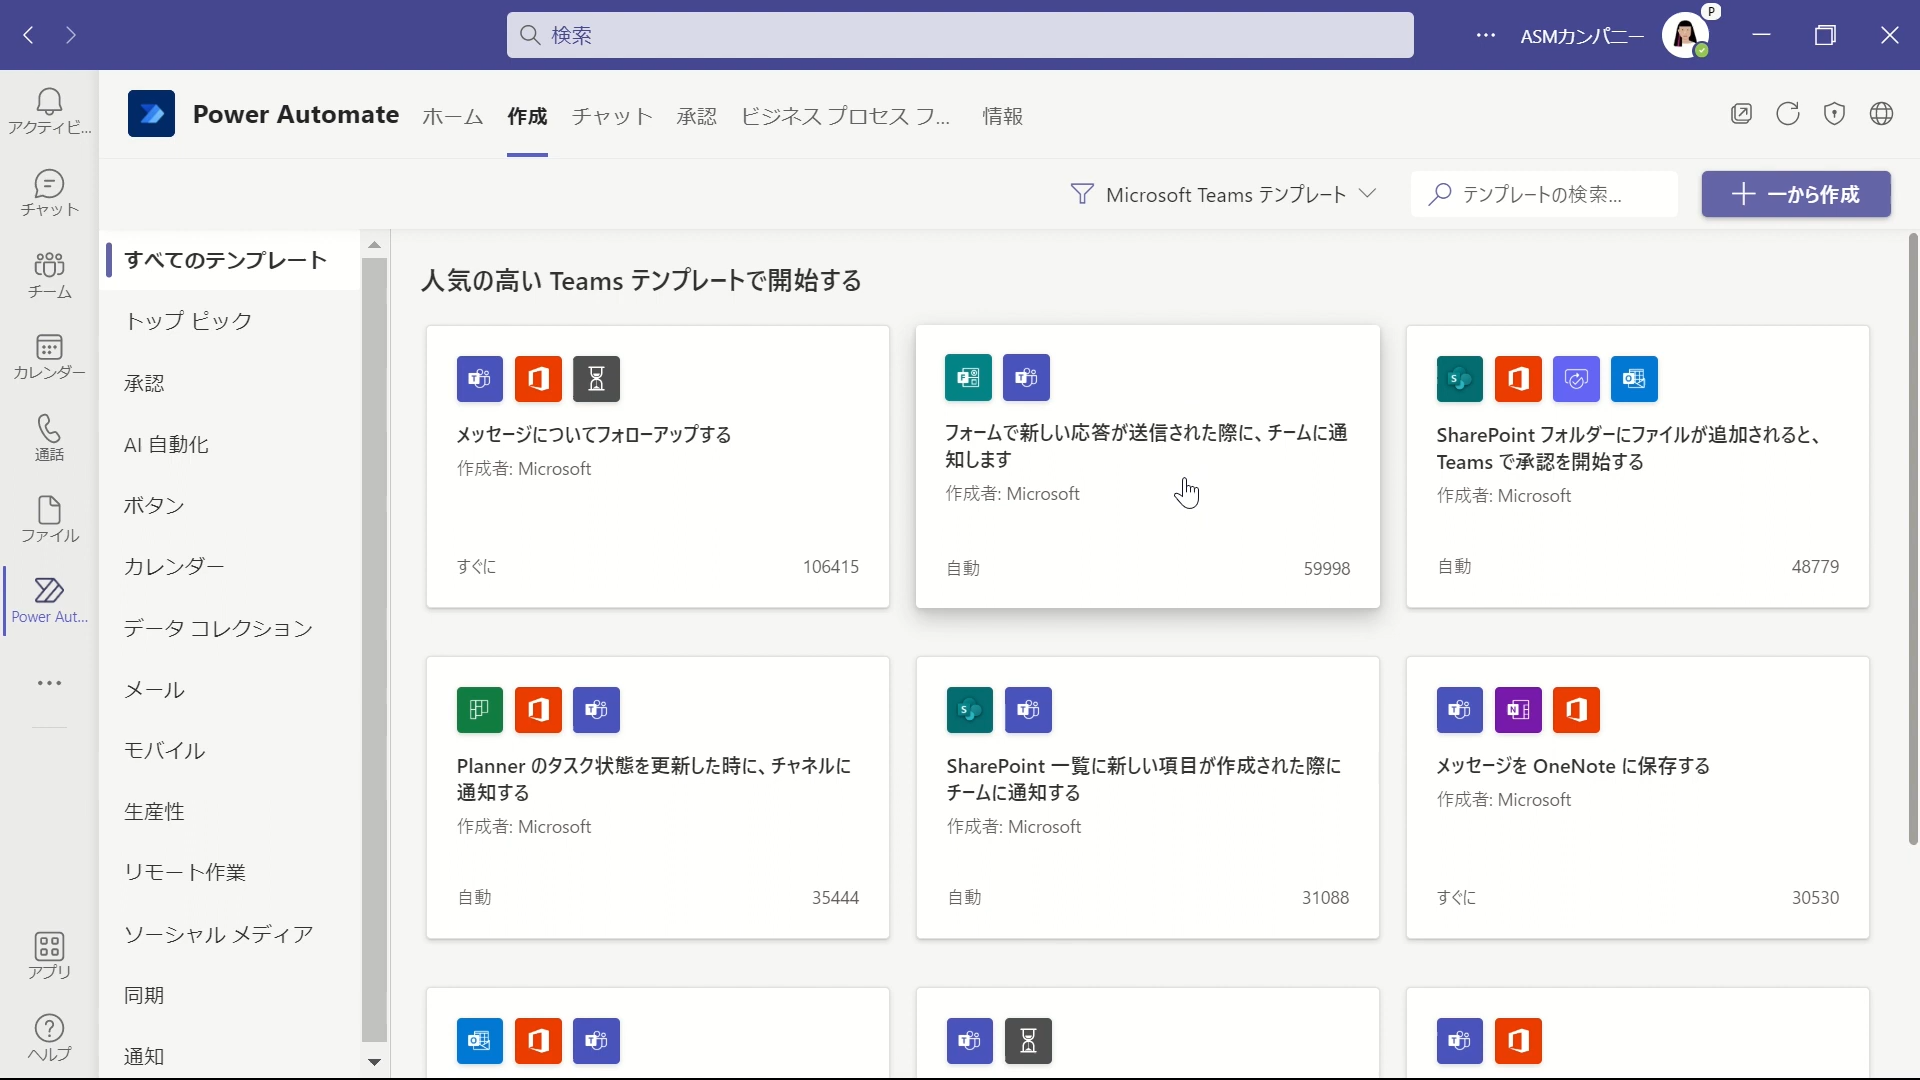 検索
ASMカンパニー
P
アクティビ...
チャット
チーム
カレンダー
通話
ファイル
Power Aut...
アプリ
ヘルプ
Power Automate
ホーム
作成
チャット
承認
ビジネス プロセス フ...
情報
Microsoft Teams テンプレート
テンプレートの検索...
一から作成
すべてのテンプレート
トップ ピック
承認
AI 自動化
ボタン
カレンダー
データ コレクション
メール
モバイル
生産性
リモート作業
ソーシャル メディア
同期
通知
人気の高い Teams テンプレートで開始する
メッセージについてフォローアップする
作成者: Microsoft
すぐに
106415
フォームで新しい応答が送信された際に、チームに通
知します
作成者: Microsoft
自動
59998
SharePoint フォルダーにファイルが追加されると、
Teams で承認を開始する
作成者: Microsoft
自動
48779
Planner のタスク状態を更新した時に、チャネルに
通知する
作成者: Microsoft
自動
35444
SharePoint 一覧に新しい項目が作成された際に
チームに通知する
作成者: Microsoft
自動
31088
メッセージを OneNote に保存する
作成者: Microsoft
すぐに
30530